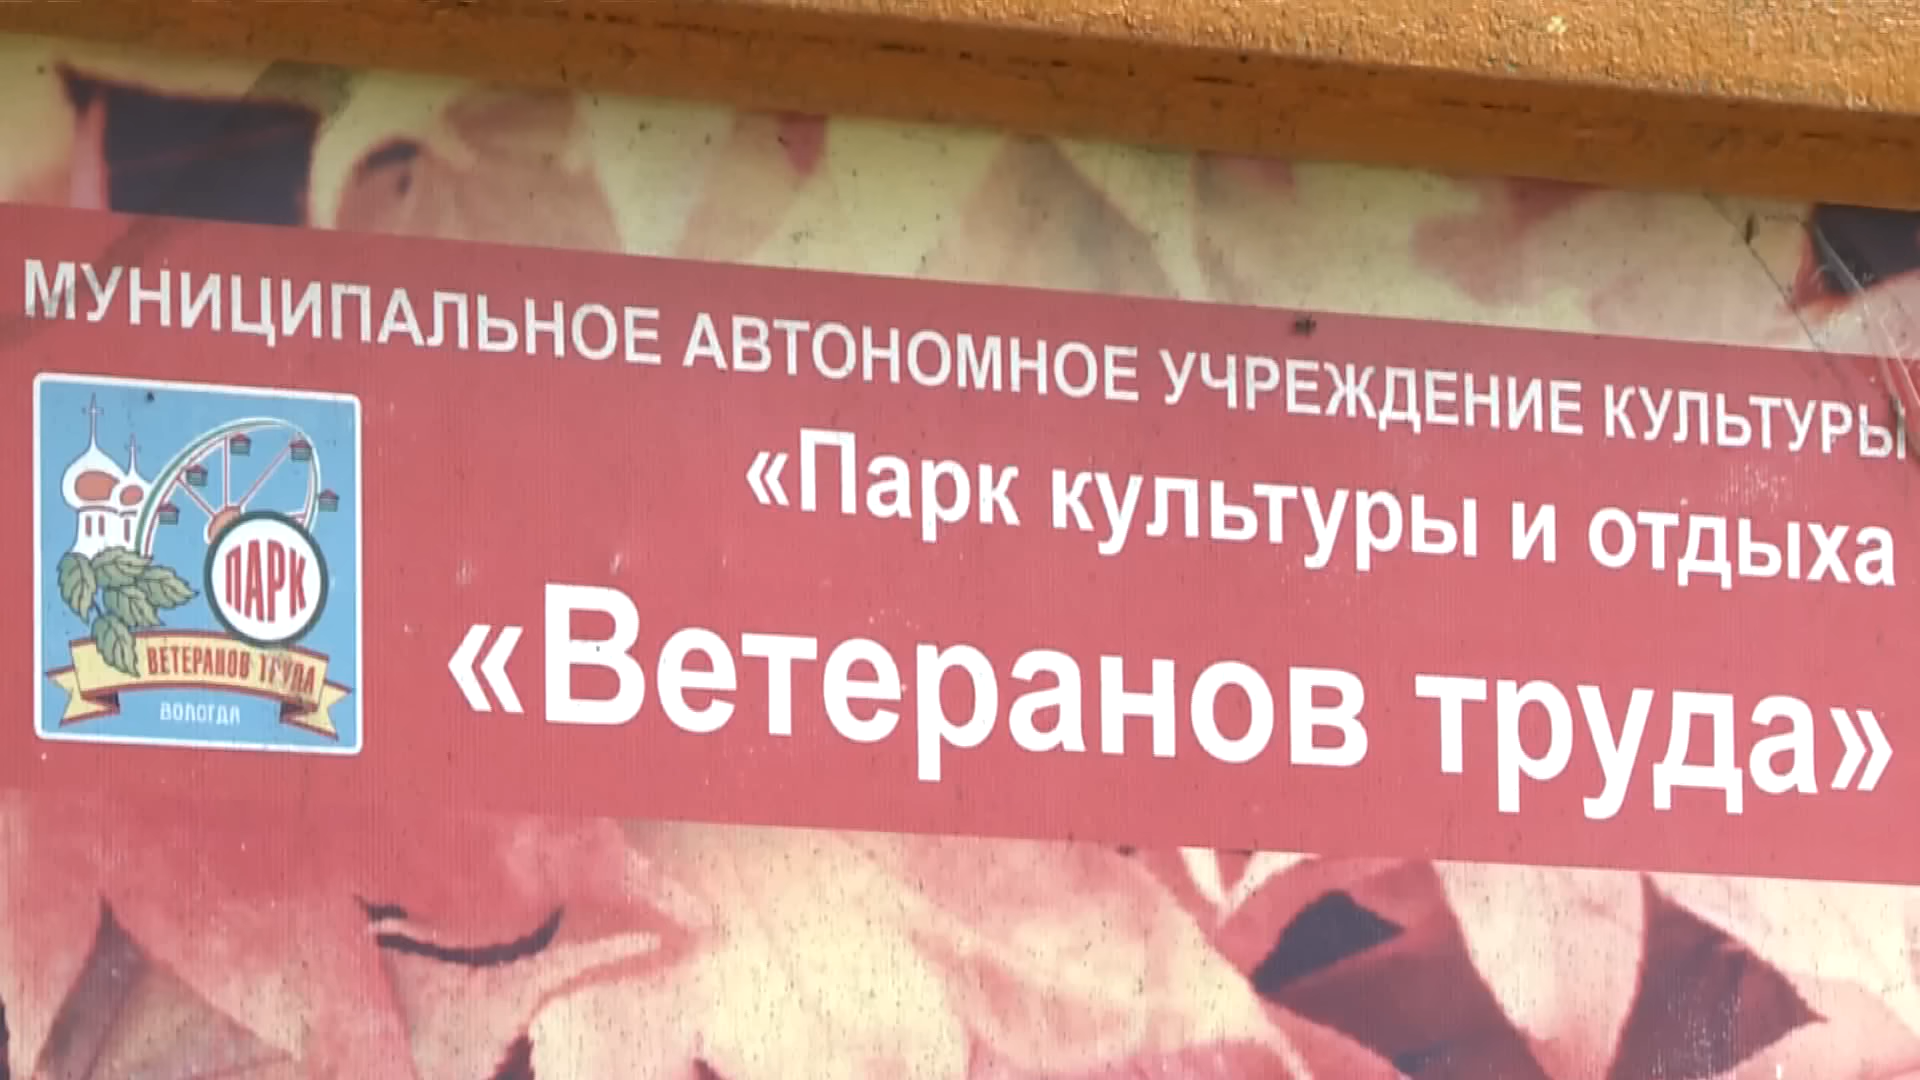 МУНИЦИПАЛЬНОЕ АВТОНОМНОЕ УЧРЕЖДЕНИЕ КУЛЬТУРЫ
«Парк культуры и отдыха
«Ветеранов труда»
ПАРК
ВЕТЕРАНОВ ТРУДА
ВОЛОГДА